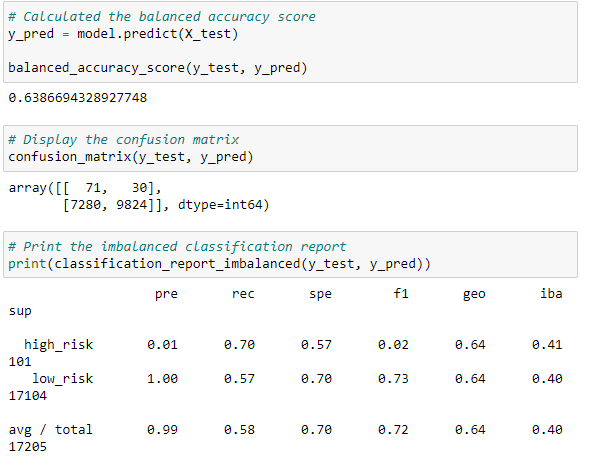 # Calculated the balanced accuracy score
y_pred = model.predict(X_test)
balanced_accuracy_score(y_test, y_pred)
0.6386694328927748
# Display the confusion matrix
confusion_matrix(y_test, y_pred)
array([[  71,   30],
       [7280, 9824]], dtype=int64)
# Print the imbalanced classification report
print(classification_report_imbalanced(y_test, y_pred))
                   pre       rec       spe        f1       geo       iba
sup
  high_risk       0.01      0.70      0.57      0.02      0.64      0.41
101
   low_risk       1.00      0.57      0.70      0.73      0.64      0.40
17104
avg / total       0.99      0.58      0.70      0.72      0.64      0.40
17205